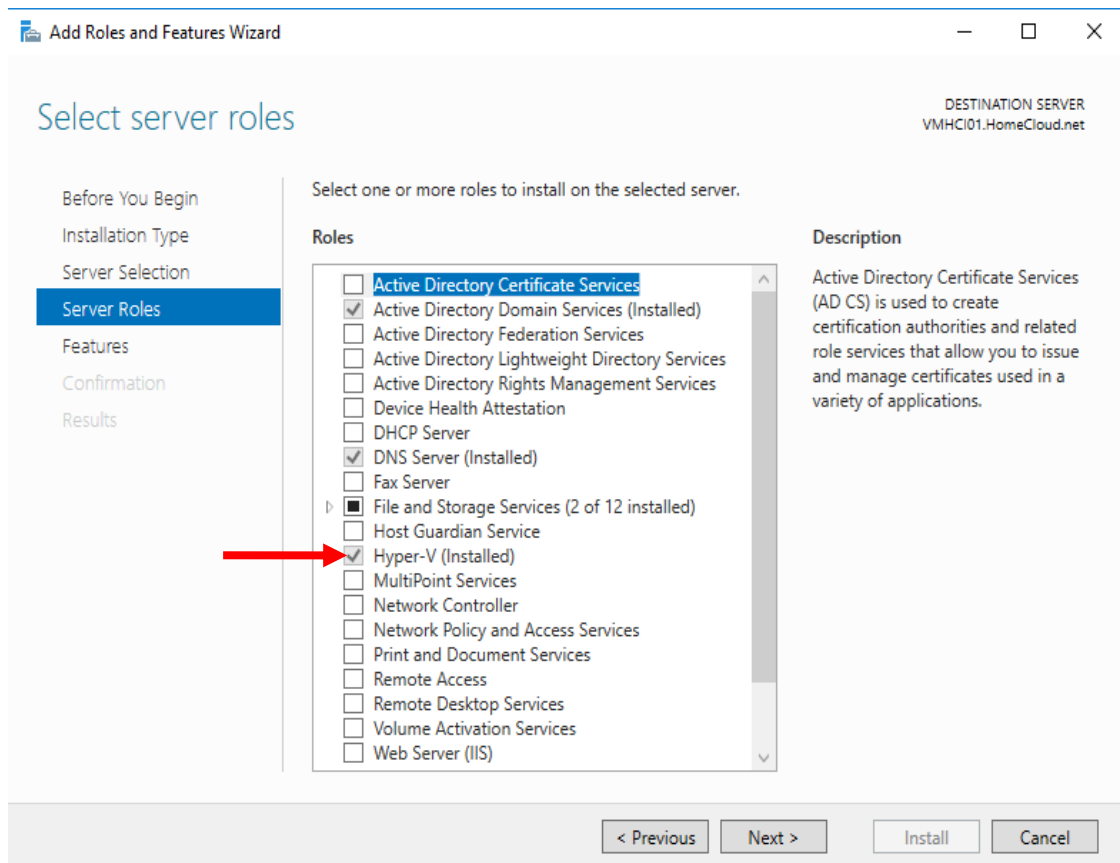 Add Roles and Features Wizard
Select server roles
DESTINATION SERVER
VMHCI01.HomeCloud.net
Before You Begin
Installation Type
Server Selection
Server Roles
Features
Confirmation
Results
Select one or more roles to install on the selected server.
Roles
Active Directory Certificate Services
Active Directory Domain Services (Installed)
Active Directory Federation Services
Active Directory Lightweight Directory Services
Active Directory Rights Management Services
Device Health Attestation
DHCP Server
DNS Server (Installed)
Fax Server
File and Storage Services (2 of 12 installed)
Host Guardian Service
Hyper-V (Installed)
MultiPoint Services
Network Controller
Network Policy and Access Services
Print and Document Services
Remote Access
Remote Desktop Services
Volume Activation Services
Web Server (IIS)
Description
Active Directory Certificate Services
(AD CS) is used to create
certification authorities and related
role services that allow you to issue
and manage certificates used in a
variety of applications.
< Previous
Next >
Install
Cancel